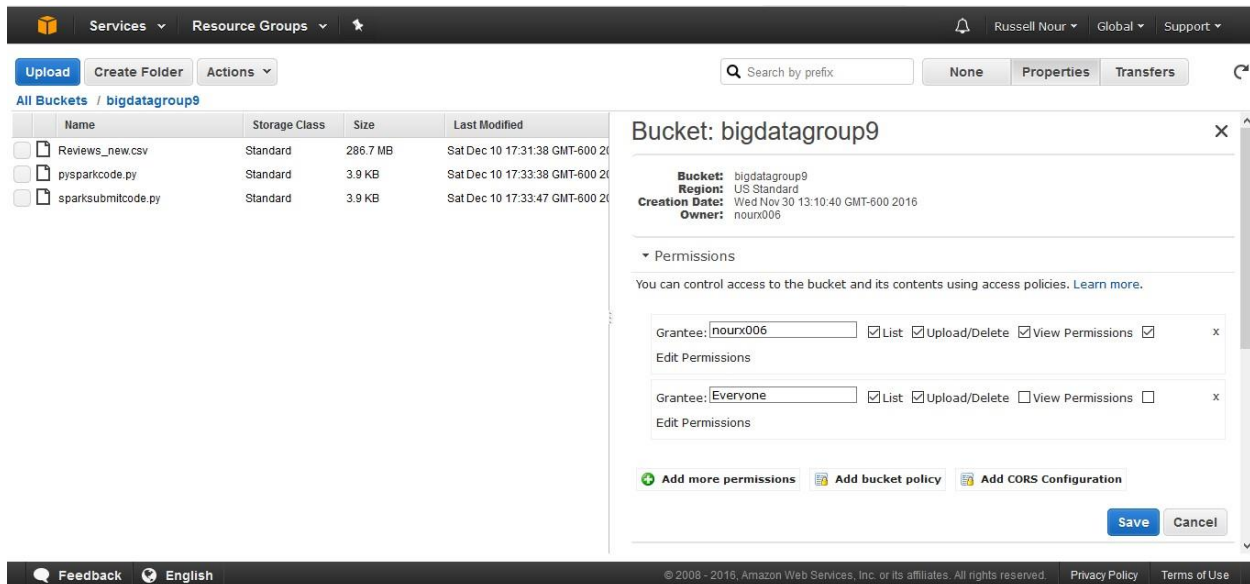 Services Resource Groups Russell Nour Global Support
Upload Create Folder Actions Search by prefix None Properties Transfers
All Buckets / bigdatagroup9
Name Storage Class Size Last Modified
Reviews_new.csv Standard 286.7 MB Sat Dec 10 17:31:38 GMT-600 20
pysparkcode.py Standard 3.9 KB Sat Dec 10 17:33:38 GMT-600 20
sparksubmitcode.py Standard 3.9 KB Sat Dec 10 17:33:47 GMT-600 20
Bucket: bigdatagroup9 ×
Bucket: bigdatagroup9
Region: US Standard
Creation Date: Wed Nov 30 13:10:40 GMT-600 2016
Owner: nourx006
Permissions
You can control access to the bucket and its contents using access policies. Learn more.
Grantee: nourx006 List Upload/Delete View Permissions x
Edit Permissions
Grantee: Everyone List Upload/Delete View Permissions x
Edit Permissions
Add more permissions Add bucket policy Add CORS Configuration
Save Cancel
Feedback English © 2008 - 2016, Amazon Web Services, Inc. or its affiliates. All rights reserved. Privacy Policy Terms of Use